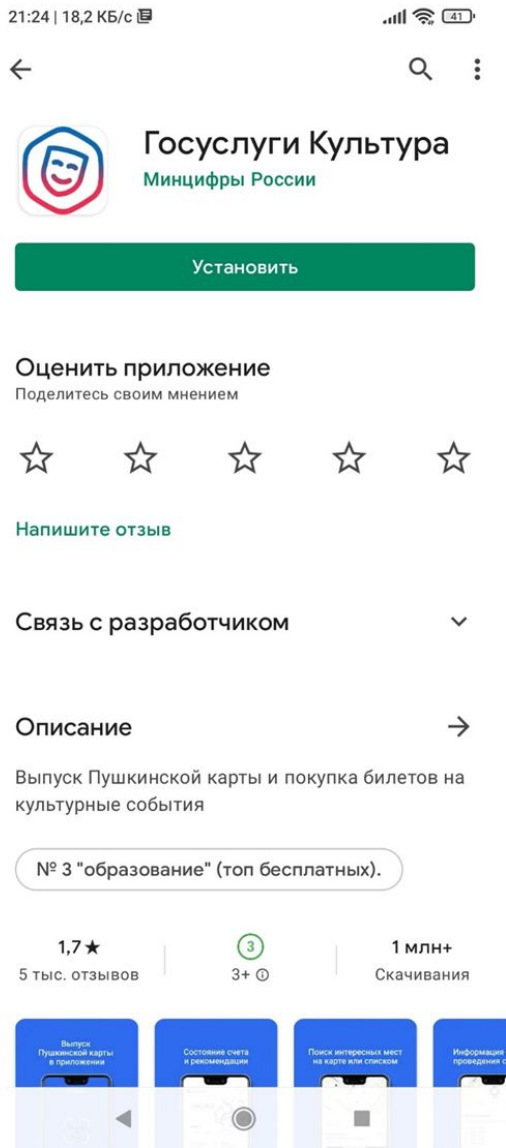 21:24 | 18,2 КБ/с
41
Госуслуги Культура
Минцифры России
Установить
Оценить приложение
Поделитесь своим мнением
Напишите отзыв
Связь с разработчиком
Описание
Выпуск Пушкинской карты и покупка билетов на
культурные события
№ 3 "образование" (топ бесплатных).
1,7★
5 тыс. отзывов
3
3+
1 млн+
Скачивания
Выпуск
Пушкинской карты
в приложении
Состояние счета
и рекомендации
Поиск интересных мест
на карте или списком
Информация
проведения с